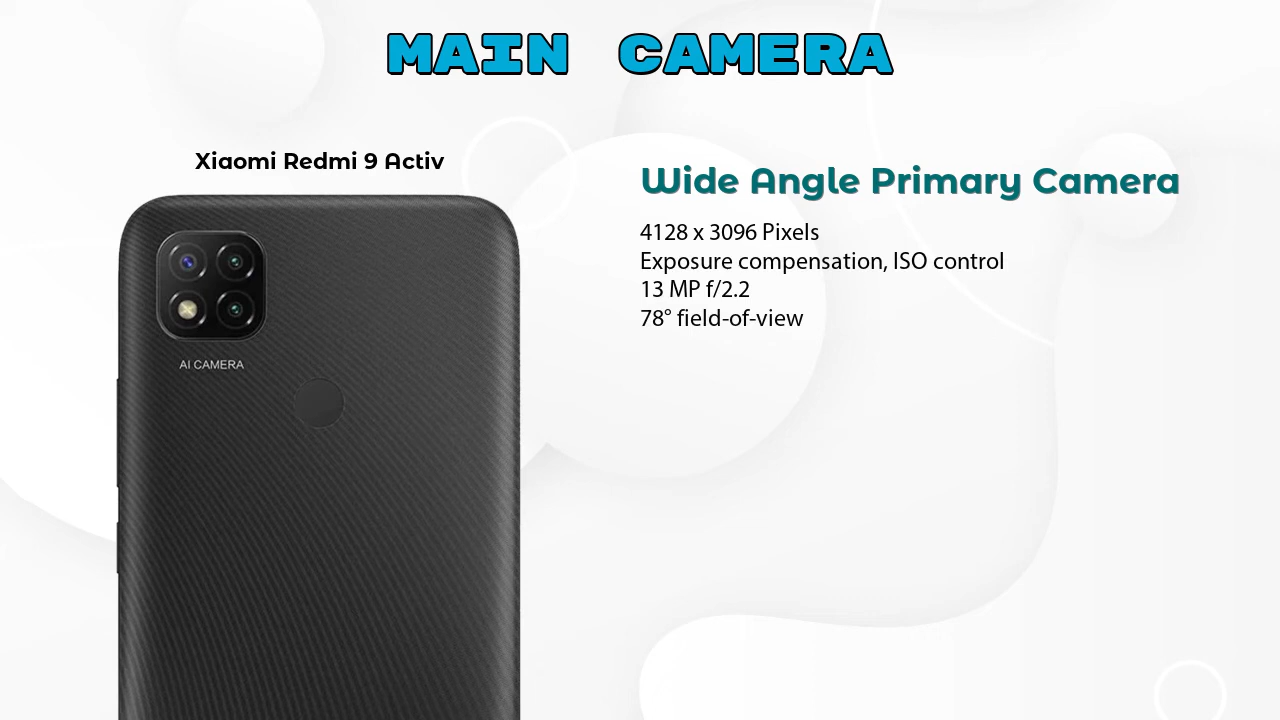 MAIN CAMERA
Xiaomi Redmi 9 Activ
Wide Angle Primary Camera
4128 x 3096 Pixels
Exposure compensation, ISO control
13 MP f/2.2
78° field-of-view
AI CAMERA